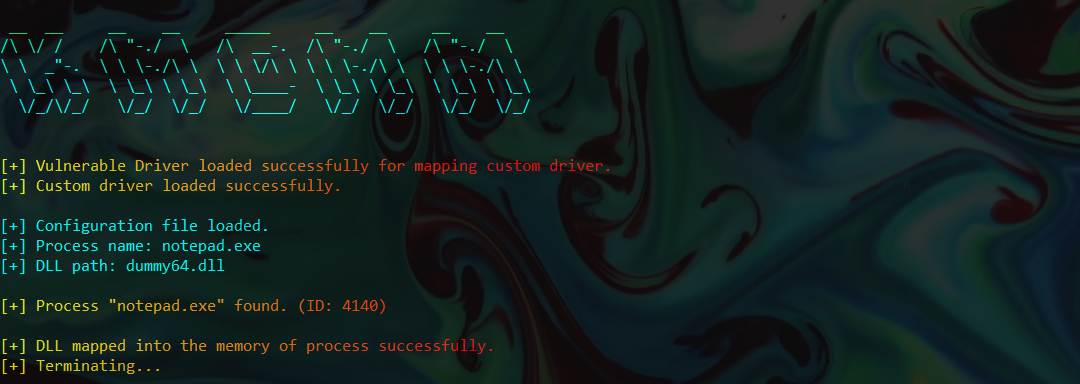 [+] Vulnerable Driver loaded successfully for mapping custom driver.
[+] Custom driver loaded successfully.
[+] Configuration file loaded.
[+] Process name: notepad.exe
[+] DLL path: dummy64.dll
[+] Process "notepad.exe" found. (ID: 4140)
[+] DLL mapped into the memory of process successfully.
[+] Terminating...